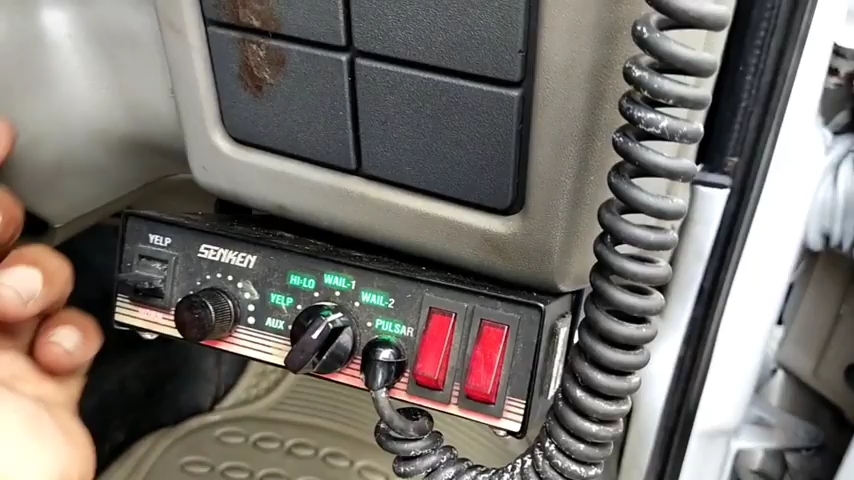 YELP
SENKEN
HI-LO
WAIL-1
YELP
WAIL-2
AUX
PULSAR